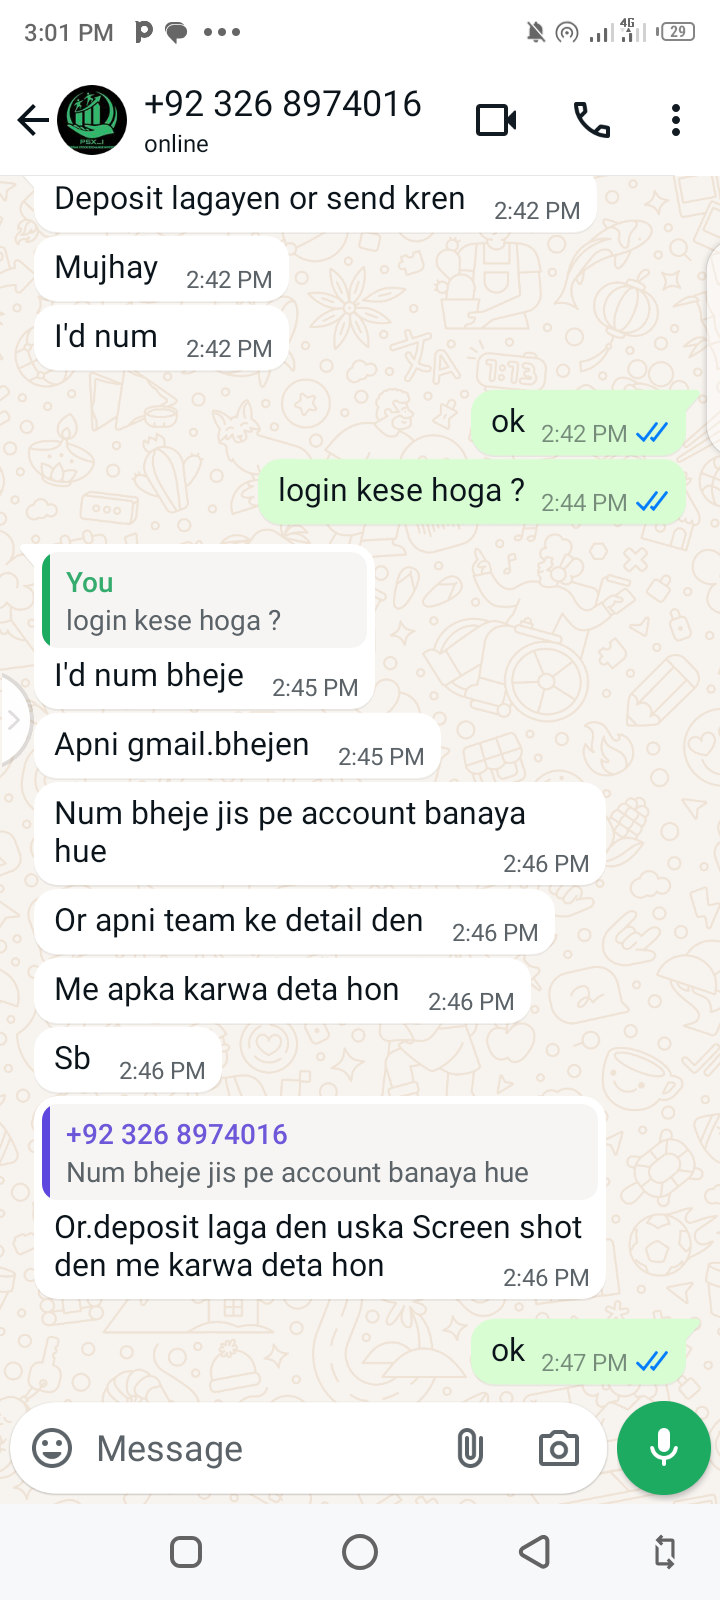 3:01 PM
4G
29
+92 326 8974016
online
PSX_I
Deposit lagayen or send kren
2:42 PM
Mujhay
2:42 PM
I'd num
2:42 PM
ok
2:42 PM
login kese hoga ?
2:44 PM
You
login kese hoga ?
I'd num bheje
2:45 PM
Apni gmail.bhejen
2:45 PM
Num bheje jis pe account banaya
hue
2:46 PM
Or apni team ke detail den
2:46 PM
Me apka karwa deta hon
2:46 PM
Sb
2:46 PM
+92 326 8974016
Num bheje jis pe account banaya hue
Or.deposit laga den uska Screen shot
den me karwa deta hon
2:46 PM
ok
2:47 PM
Message